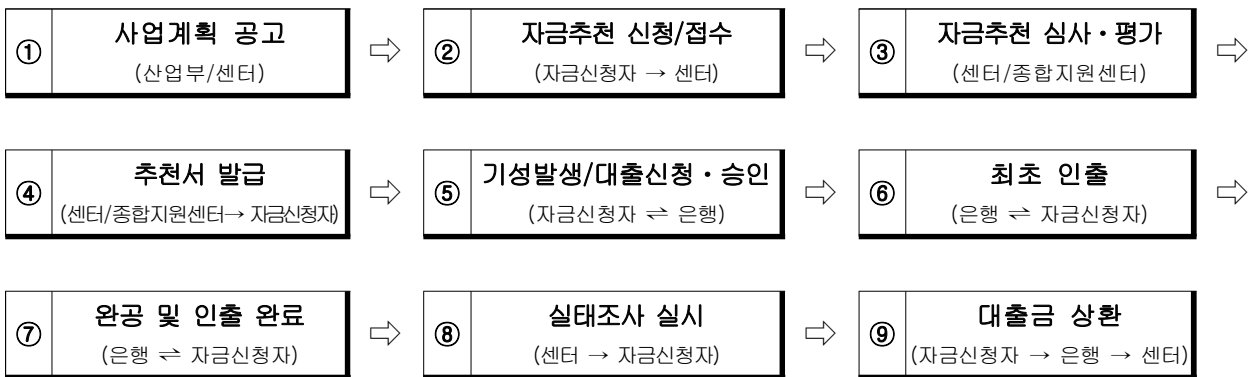 ① 사업계획 공고 ⇨ ② 자금추천 신청/접수 ⇨ ③ 자금추천 심사・평가 ⇨
(산업부/센터) (자금신청자 → 센터) (센터/종합지원센터)
④ 추천서 발급 ⇨ ⑤ 기성발생/대출신청・승인 ⇨ ⑥ 최초 인출 ⇨
(센터/종합지원센터→ 자금신청자) (자금신청자 ⇌ 은행) (은행 ⇌ 자금신청자)
⑦ 완공 및 인출 완료 ⇨ ⑧ 실태조사 실시 ⇨ ⑨ 대출금 상환
(은행 ⇌ 자금신청자) (센터 → 자금신청자) (자금신청자 → 은행 → 센터)